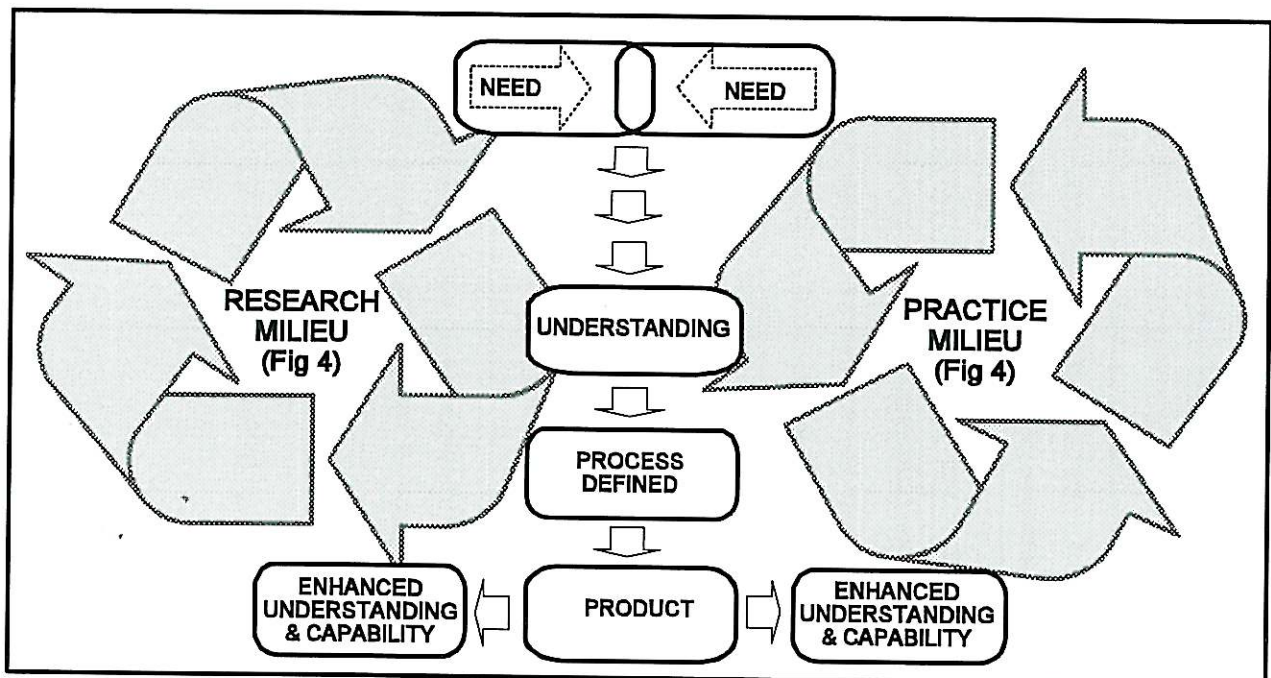 NEED
NEED
RESEARCH
MILIEU
(Fig 4)
UNDERSTANDING
PRACTICE
MILIEU
(Fig 4)
PROCESS
DEFINED
ENHANCED
UNDERSTANDING
& CAPABILITY
PRODUCT
ENHANCED
UNDERSTANDING
& CAPABILITY